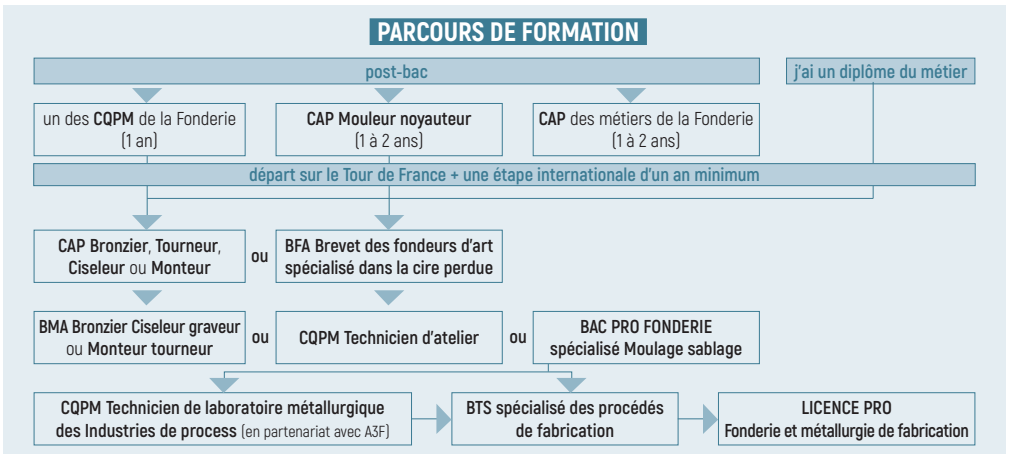 PARCOURS DE FORMATION
post-bac
j'ai un diplôme du métier
un des CQPM de la Fonderie
(1 an)
CAP Mouleur noyauteur
(1 à 2 ans)
CAP des métiers de la Fonderie
(1 à 2 ans)
départ sur le Tour de France + une étape internationale d'un an minimum
CAP Bronzier, Tourneur,
Ciseleur ou Monteur
ou
BFA Brevet des fondeurs d'art
spécialisé dans la cire perdue
BMA Bronzier Ciseleur graveur
ou Monteur tourneur
ou
CQPM Technicien d'atelier
ou
BAC PRO FONDERIE
spécialisé Moulage sablage
CQPM Technicien de laboratoire métallurgique
des Industries de process (en partenariat avec A3F)
BTS spécialisé des procédés
de fabrication
LICENCE PRO
Fonderie et métallurgie de fabrication